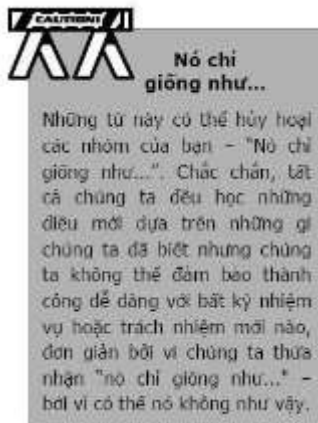 CAUTION!
Nó chỉ
giống như...
Những từ này có thể hủy hoại
các nhóm của bạn – "Nó chỉ
giống như...". Chắc chắn, tất
cả chúng ta đều học những
điều mới dựa trên những gì
chúng ta đã biết nhưng chúng
ta không thể đảm bảo thành
công dễ dàng với bất kỳ nhiệm
vụ hoặc trách nhiệm mới nào,
đơn giản bởi vì chúng ta thừa
nhận "nó chỉ giống như..." –
bởi vì có thể nó không như vậy.